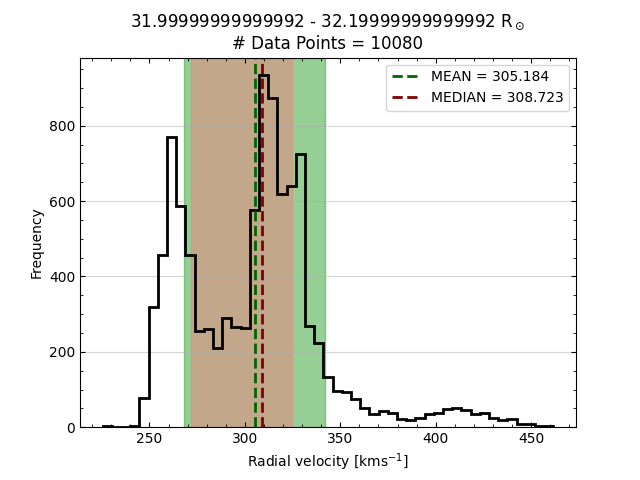 31.99999999999992 - 32.19999999999992 R⊙
# Data Points = 10080
MEAN = 305.184
MEDIAN = 308.723
Frequency
800
600
400
200
0
250 300 350 400 450
Radial velocity [kms⁻¹]